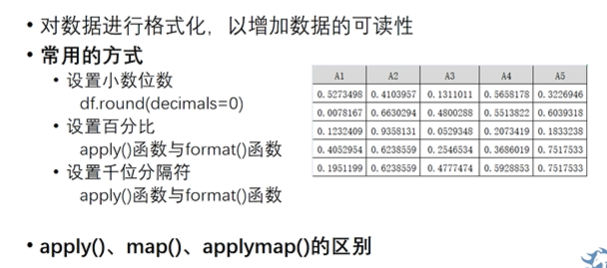 • 对数据进行格式化，以增加数据的可读性
• 常用的方式
• 设置小数位数
df.round(decimals=0)
• 设置百分比
apply()函数与format()函数
• 设置千位分隔符
apply()函数与format()函数
A1 A2 A3 A4 A5
0.5273498 0.4103957 0.1311011 0.5658178 0.3226946
0.0078167 0.6630294 0.4800288 0.5513822 0.6039318
0.1232409 0.9358131 0.0529348 0.2073419 0.1833238
0.4052954 0.6238559 0.2546534 0.3686019 0.7517533
0.1951199 0.6238559 0.4777474 0.5928853 0.7517533
• apply()、map()、applymap()的区别